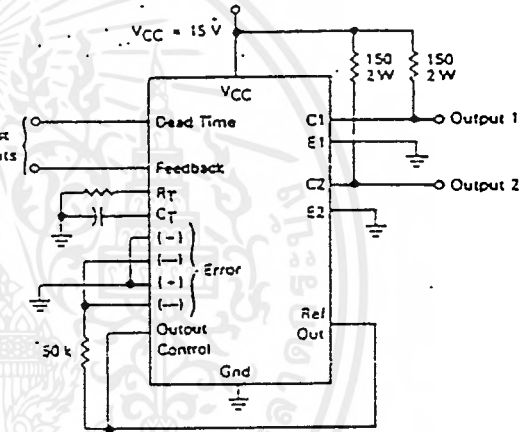 VCC = 15 V
150
2W
150
2W
VCC
Dead Time
C1
Output 1
E1
Feedback
RT
C2
Output 2
CT
E2
(−)
(—)
Error
(+)
(—)
Output
Control
Ref
Out
50 k
Gnd